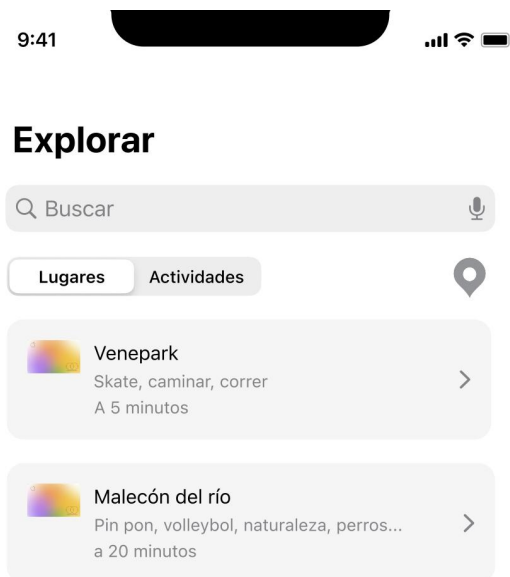 9:41
Explorar
Buscar
Lugares Actividades
Venepark
Skate, caminar, correr
A 5 minutos
Malecón del río
Pin pon, volleybol, naturaleza, perros...
a 20 minutos